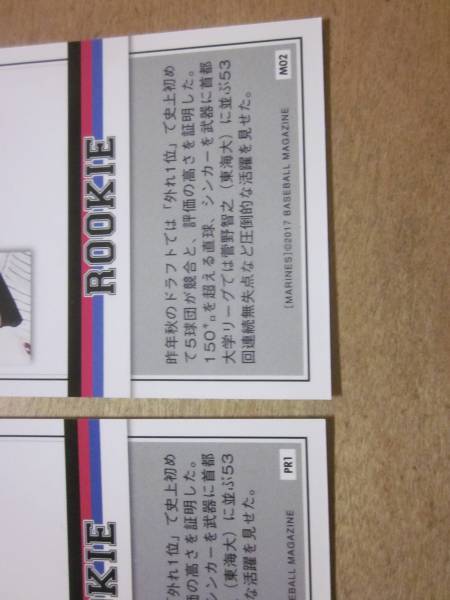 ROOKIE
昨年秋のドラフトでは「外れ1位」で史上初め
て5球団が競合と、評価の高さを証明した。
150㌔を超える直球、シンカーを武器に首都
大学リーグでは菅野智之（東海大）に並ぶ53
回連続無失点など圧倒的な活躍を見せた。
[MARINES]©2017 BASEBALL MAGAZINE
M02
KIE
「外れ1位」で史上初め
価の高さを証明した。
シンカーを武器に首都
（東海大）に並ぶ53
な活躍を見せた。
BASEBALL MAGAZINE
PR1